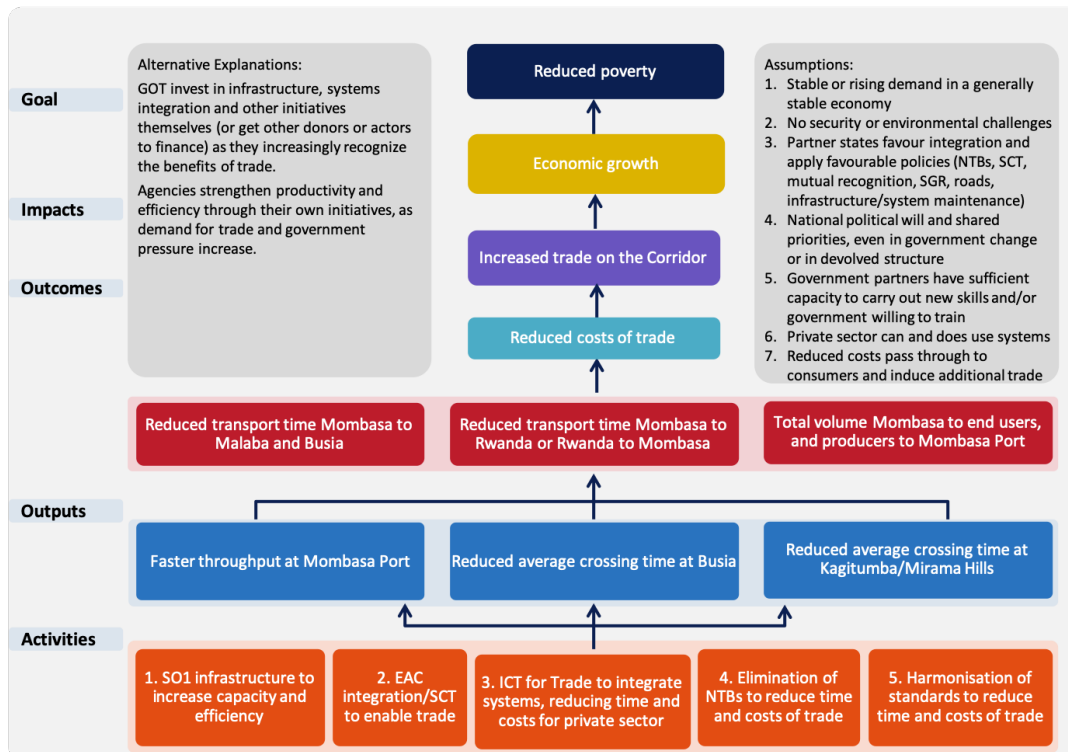 Goal
Impacts
Outcomes
Outputs
Activities
Alternative Explanations:
GOT invest in infrastructure, systems
integration and other initiatives
themselves (or get other donors or actors
to finance) as they increasingly recognize
the benefits of trade.
Agencies strengthen productivity and
efficiency through their own initiatives, as
demand for trade and government
pressure increase.
Reduced poverty
Economic growth
Increased trade on the Corridor
Reduced costs of trade
Assumptions:
1. Stable or rising demand in a generally
stable economy
2. No security or environmental challenges
3. Partner states favour integration and
apply favourable policies (NTBs, SCT,
mutual recognition, SGR, roads,
infrastructure/system maintenance)
4. National political will and shared
priorities, even in government change
or in devolved structure
5. Government partners have sufficient
capacity to carry out new skills and/or
government willing to train
6. Private sector can and does use systems
7. Reduced costs pass through to
consumers and induce additional trade
Reduced transport time Mombasa to
Malaba and Busia
Reduced transport time Mombasa to
Rwanda or Rwanda to Mombasa
Total volume Mombasa to end users,
and producers to Mombasa Port
Faster throughput at Mombasa Port
Reduced average crossing time at Busia
Reduced average crossing time at
Kagitumba/Mirama Hills
1. SO1 infrastructure to
increase capacity and
efficiency
2. EAC
integration/SCT
to enable trade
3. ICT for Trade to integrate
systems, reducing time and
costs for private sector
4. Elimination of
NTBs to reduce time
and costs of trade
5. Harmonisation of
standards to reduce
time and costs of trade